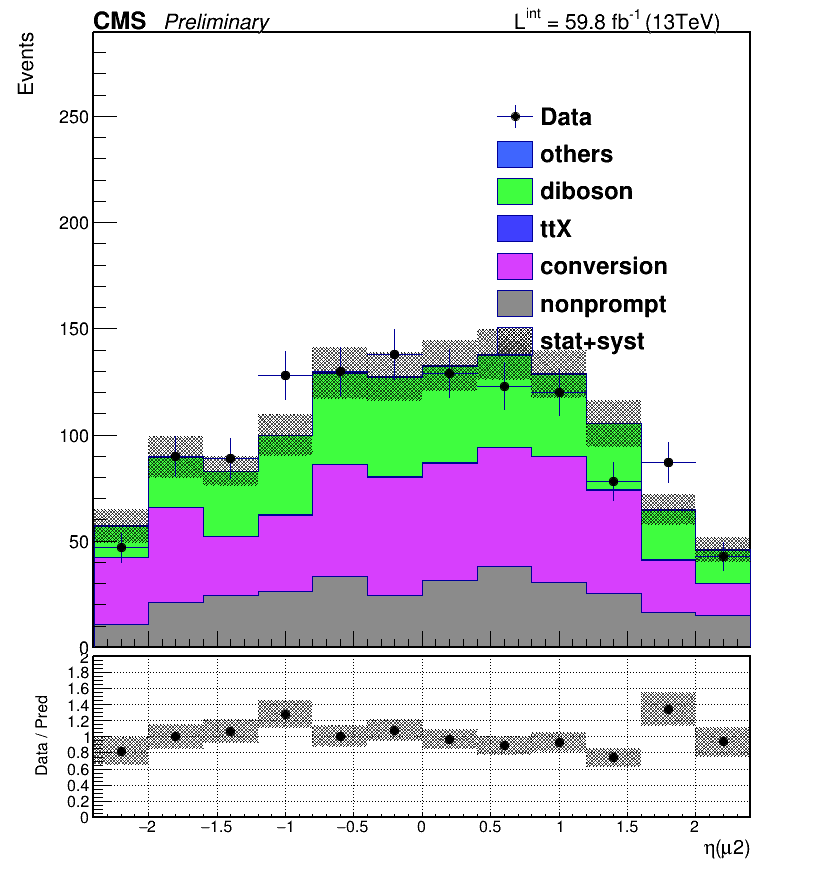 CMS Preliminary L^int = 59.8 fb^-1 (13TeV)
Events
250
200
150
100
50
0
Data
others
diboson
ttX
conversion
nonprompt
stat+syst
Data / Pred
2
1.8
1.6
1.4
1.2
1
0.8
0.6
0.4
0.2
0
−2 −1.5 −1 −0.5 0 0.5 1 1.5 2
η(μ2)